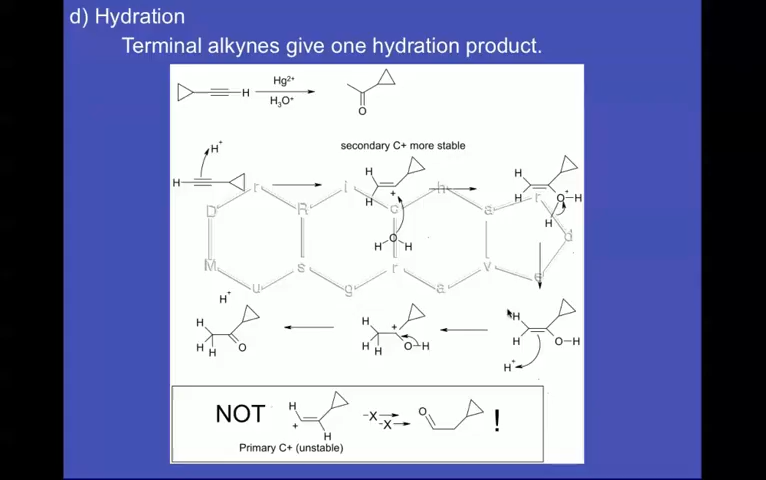 d) Hydration
Terminal alkynes give one hydration product.
H
Hg²⁺
H₃O⁺
O
H⁺
secondary C+ more stable
H
H
H
+
H
H
O⁺-H
H
H
O
H
D r R i c h a r d
M u s g r a v e
H⁺
H
H
H
O
H
H
H
+
O-H
H
H
O-H
H⁺
NOT
H
+
H
-X→
-X→
O
!
Primary C+ (unstable)